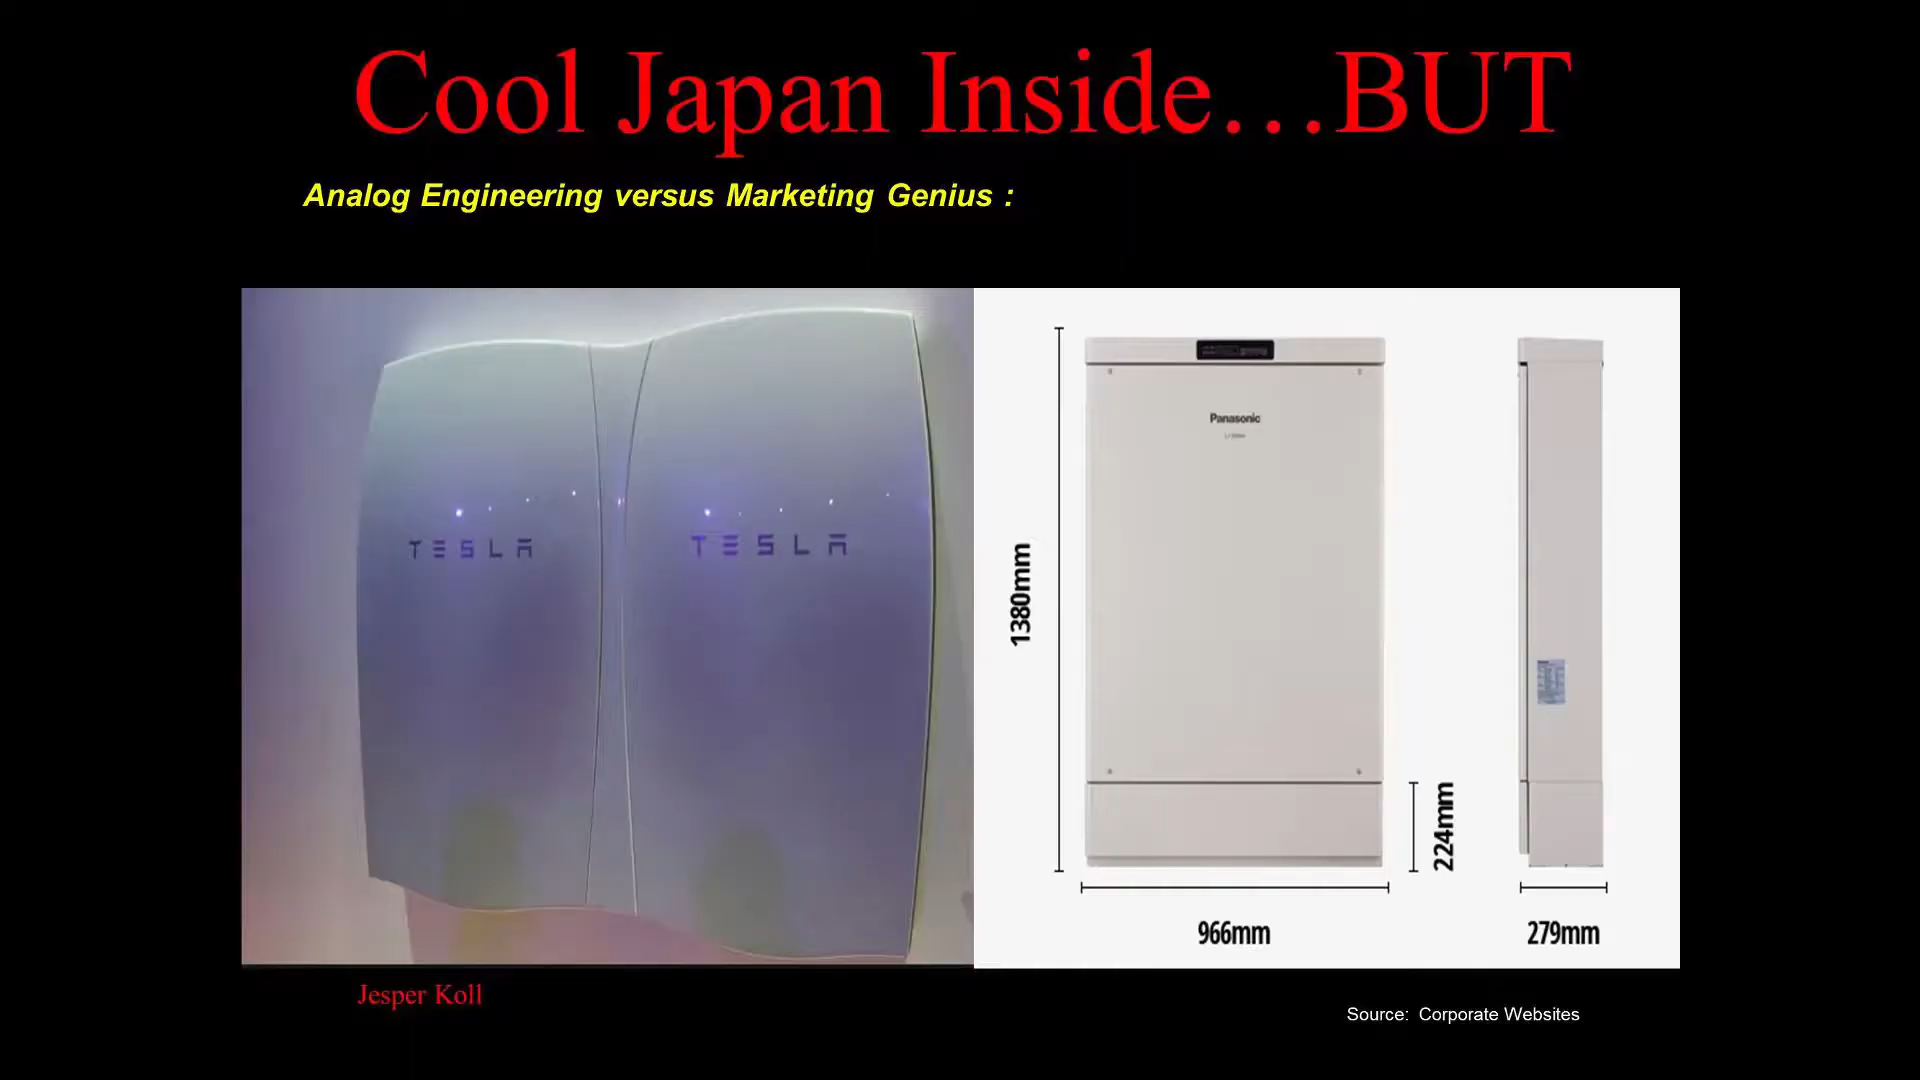 Cool Japan Inside…BUT
Analog Engineering versus Marketing Genius :
TESLA
TESLA
Panasonic
1380mm
224mm
966mm
279mm
Jesper Koll
Source: Corporate Websites